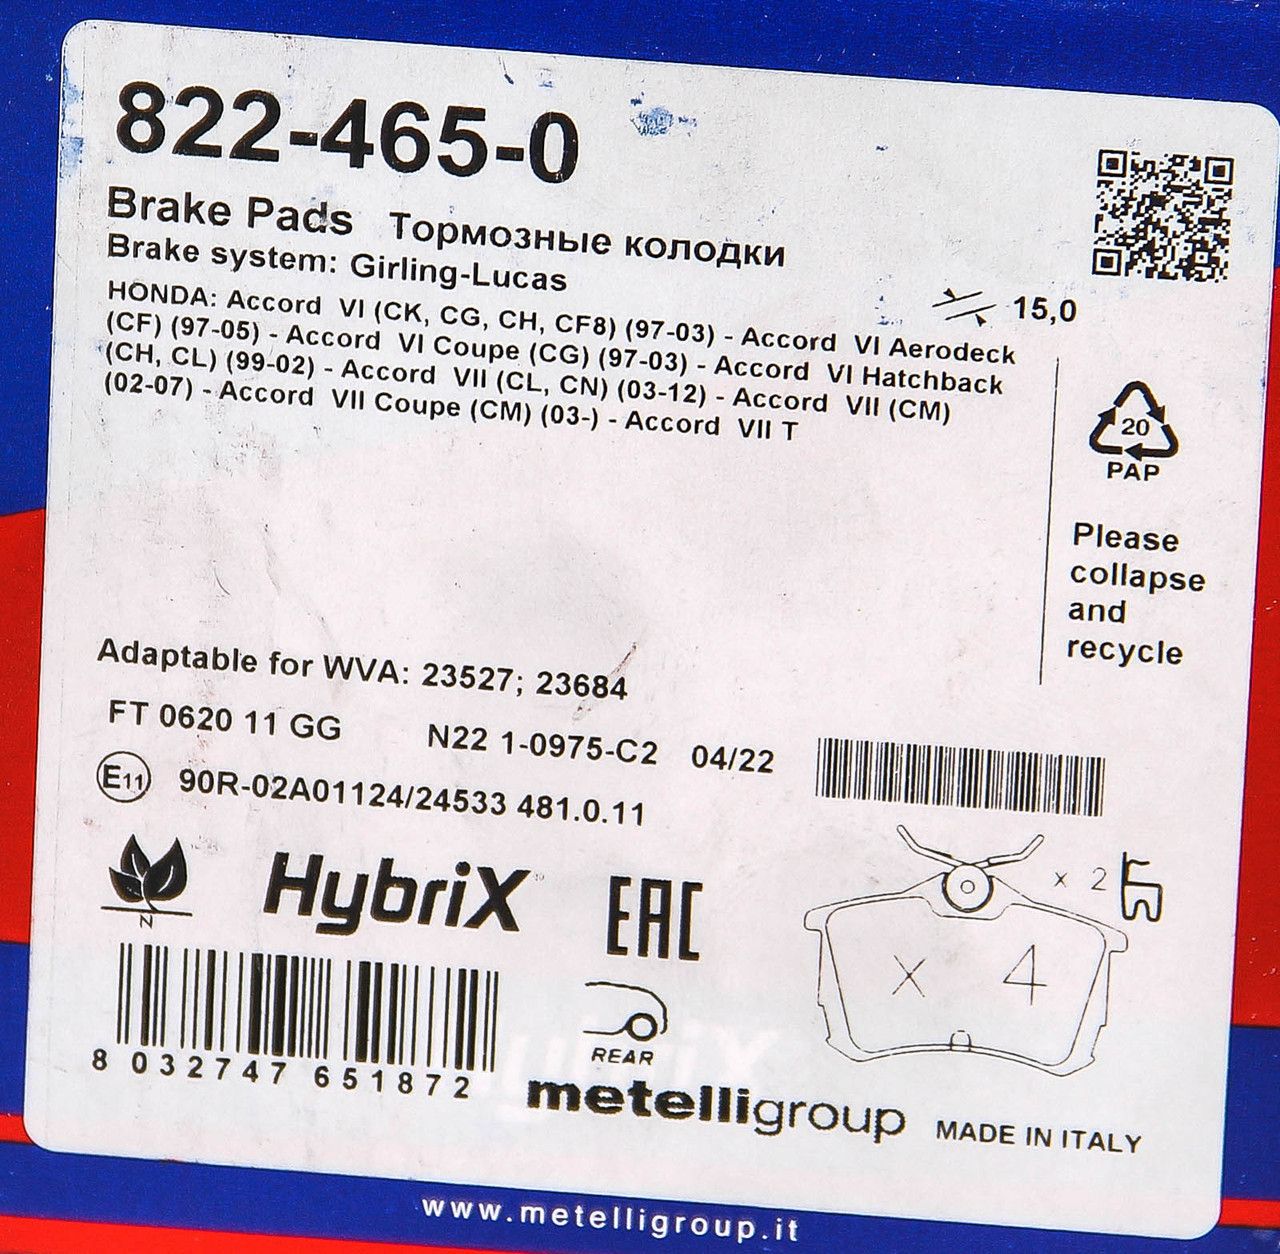 822-465-0
Brake Pads Тормозные колодки
Brake system: Girling-Lucas
15,0
HONDA: Accord VI (CK, CG, CH, CF8) (97-03) - Accord VI Aerodeck
(CF) (97-05) - Accord VI Coupe (CG) (97-03) - Accord VI Hatchback
(CH, CL) (99-02) - Accord VII (CL, CN) (03-12) - Accord VII (CM)
(02-07) - Accord VII Coupe (CM) (03-) - Accord VII T
20
PAP
Please
collapse
and
recycle
Adaptable for WVA: 23527; 23684
FT 0620 11 GG N22 1-0975-C2 04/22
E11 90R-02A01124/24533 481.0.11
N
HybriX
EAC
x 2
x 4
8 032747 651872
REAR
metelligroup MADE IN ITALY
www.metelligroup.it